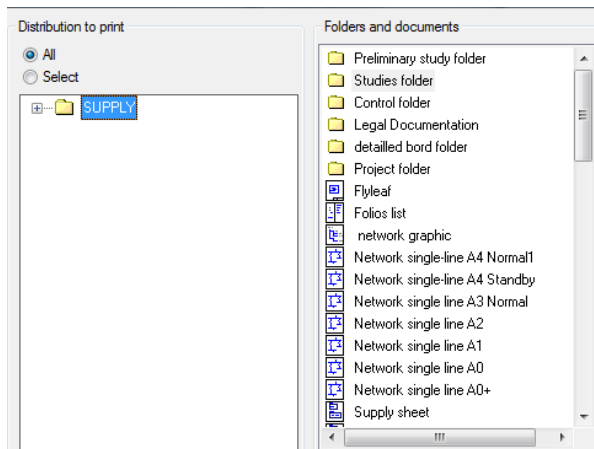 Distribution to print
All
Select
SUPPLY
Folders and documents
Preliminary study folder
Studies folder
Control folder
Legal Documentation
detailled bord folder
Project folder
Flyleaf
Folios list
network graphic
Network single-line A4 Normal1
Network single-line A4 Standby
Network single line A3 Normal
Network single line A2
Network single line A1
Network single line A0
Network single line A0+
Supply sheet